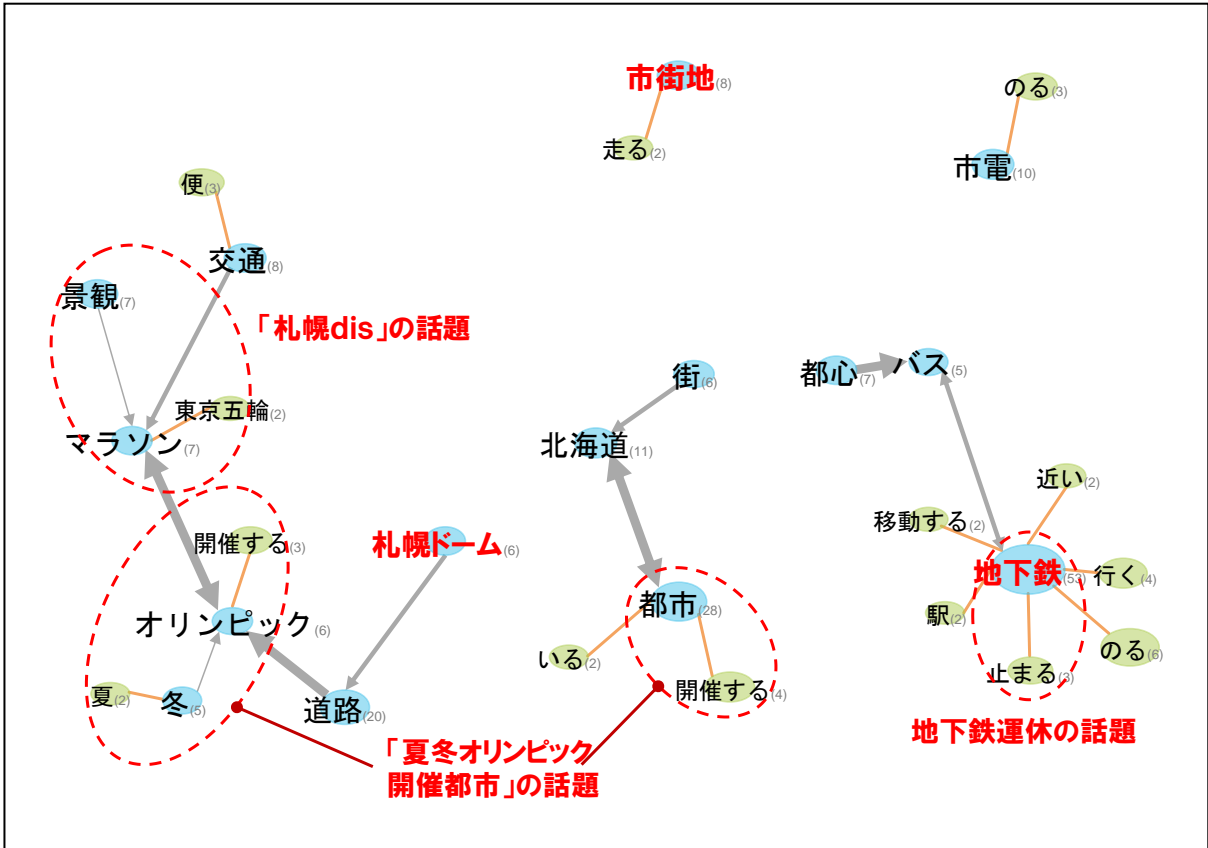 市街地(8)
走る(2)
のる(3)
市電(10)
便(3)
交通(8)
景観(7)
「札幌dis」の話題
東京五輪(2)
マラソン(7)
街(6)
北海道(11)
都心(7)
バス(5)
開催する(3)
札幌ドーム(6)
オリンピック(6)
夏(2)
冬(5)
道路(20)
都市(28)
いる(2)
開催する(4)
「夏冬オリンピック
開催都市」の話題
近い(2)
移動する(2)
地下鉄(53)
行く(4)
駅(2)
のる(6)
止まる(3)
地下鉄運休の話題